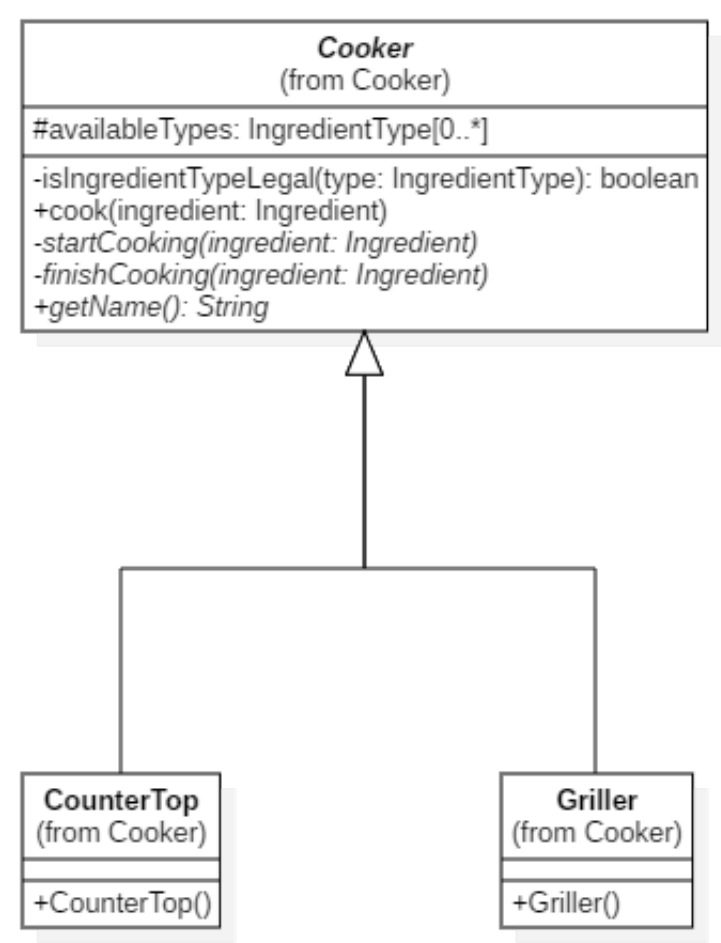 Cooker
(from Cooker)
#availableTypes: IngredientType[0..*]
-isIngredientTypeLegal(type: IngredientType): boolean
+cook(ingredient: Ingredient)
-startCooking(ingredient: Ingredient)
-finishCooking(ingredient: Ingredient)
+getName(): String
CounterTop
(from Cooker)
+CounterTop()
Griller
(from Cooker)
+Griller()